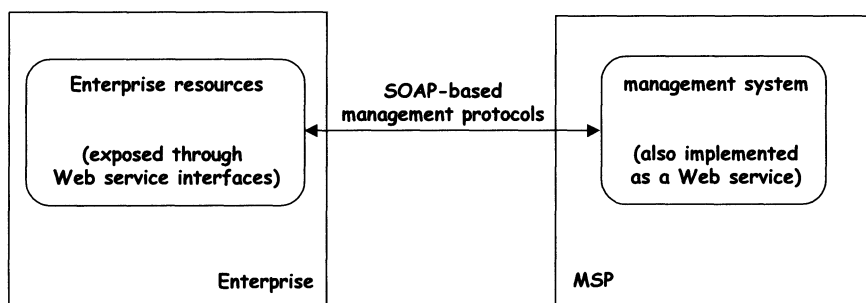 Enterprise resources
(exposed through
Web service interfaces)
Enterprise
SOAP-based
management protocols
management system
(also implemented
as a Web service)
MSP